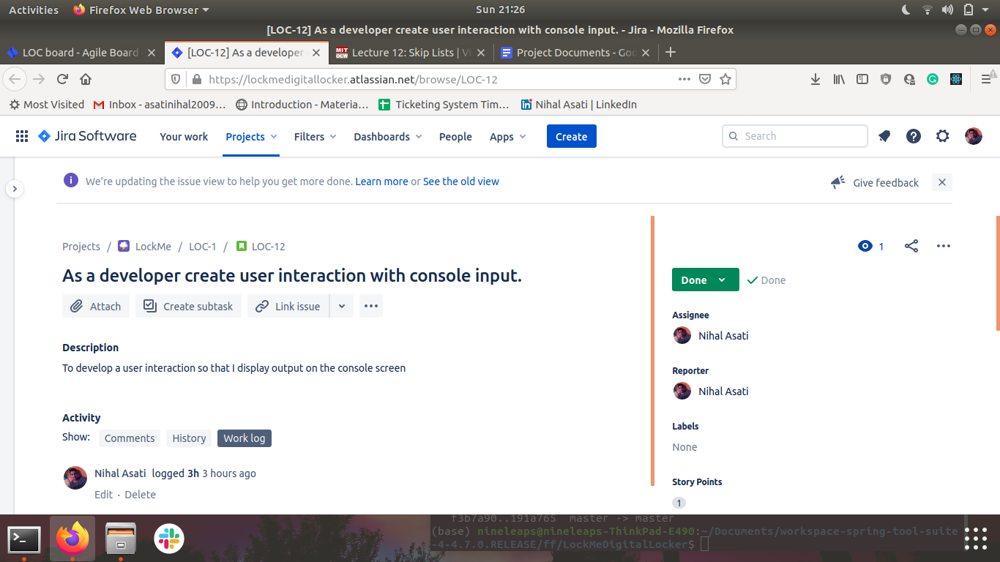 Activities Firefox Web Browser Sun 21:26
[LOC-12] As a developer create user interaction with console input. - Jira - Mozilla Firefox
LOC board - Agile Board [LOC-12] As a developer Lecture 12: Skip Lists | Project Documents - Goo
https://lockmedigitallocker.atlassian.net/browse/LOC-12
Most Visited Inbox - asatinihal2009... Introduction - Materia... Ticketing System Tim... Nihal Asati | LinkedIn
Jira Software Your work Projects Filters Dashboards People Apps Create Search
We're updating the issue view to help you get more done. Learn more or See the old view Give feedback
Projects / LockMe / LOC-1 / LOC-12 1
As a developer create user interaction with console input.
Done Done
Attach Create subtask Link issue
Assignee
Nihal Asati
Description
To develop a user interaction so that I display output on the console screen
Reporter
Nihal Asati
Activity
Show: Comments History Work log
Labels
None
Nihal Asati logged 3h 3 hours ago
Edit · Delete
Story Points
1
f3b7a90..191a765 master -> master
(base) nineleaps@nineleaps-ThinkPad-E490:~/Documents/workspace-spring-tool-suite
-4-4.7.0.RELEASE/ff/LockMeDigitalLocker$